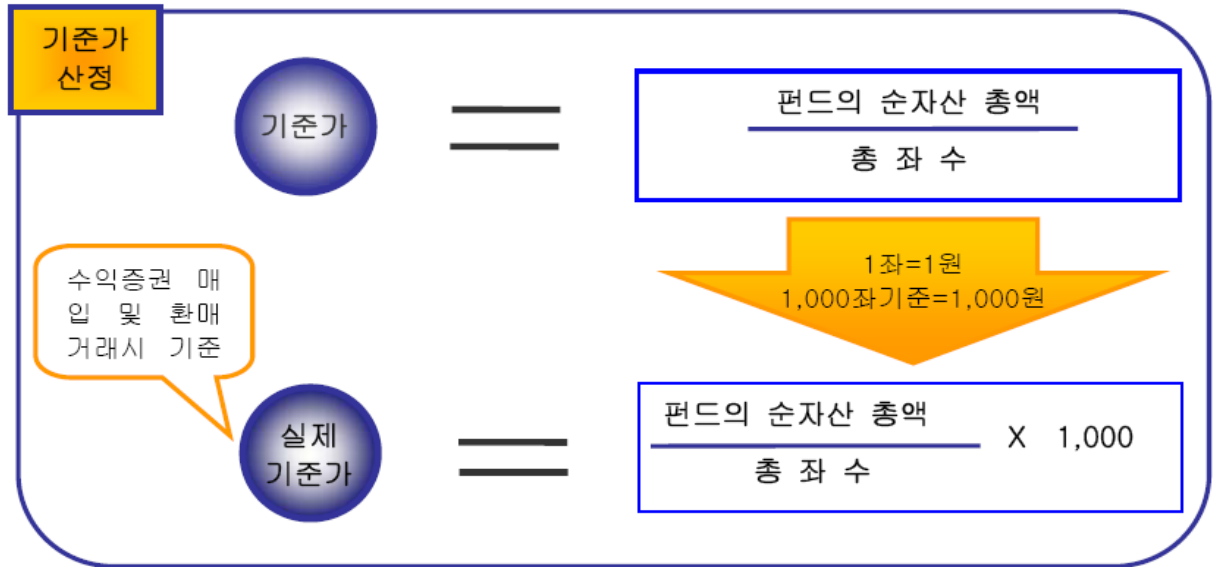 기준가
산정
기준가
펀드의 순자산 총액
총 좌 수
1좌=1원
1,000좌기준=1,000원
수익증권 매
입 및 환매
거래시 기준
실제
기준가
펀드의 순자산 총액
총 좌 수
X 1,000